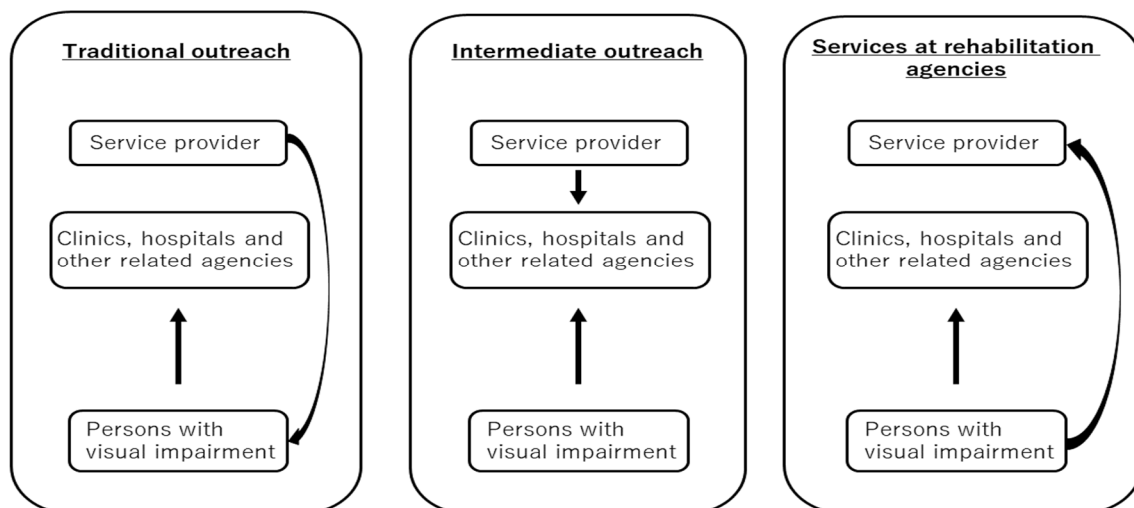 Traditional outreach
Service provider
Clinics, hospitals and
other related agencies
Persons with
visual impairment
Intermediate outreach
Service provider
Clinics, hospitals and
other related agencies
Persons with
visual impairment
Services at rehabilitation
agencies
Service provider
Clinics, hospitals and
other related agencies
Persons with
visual impairment